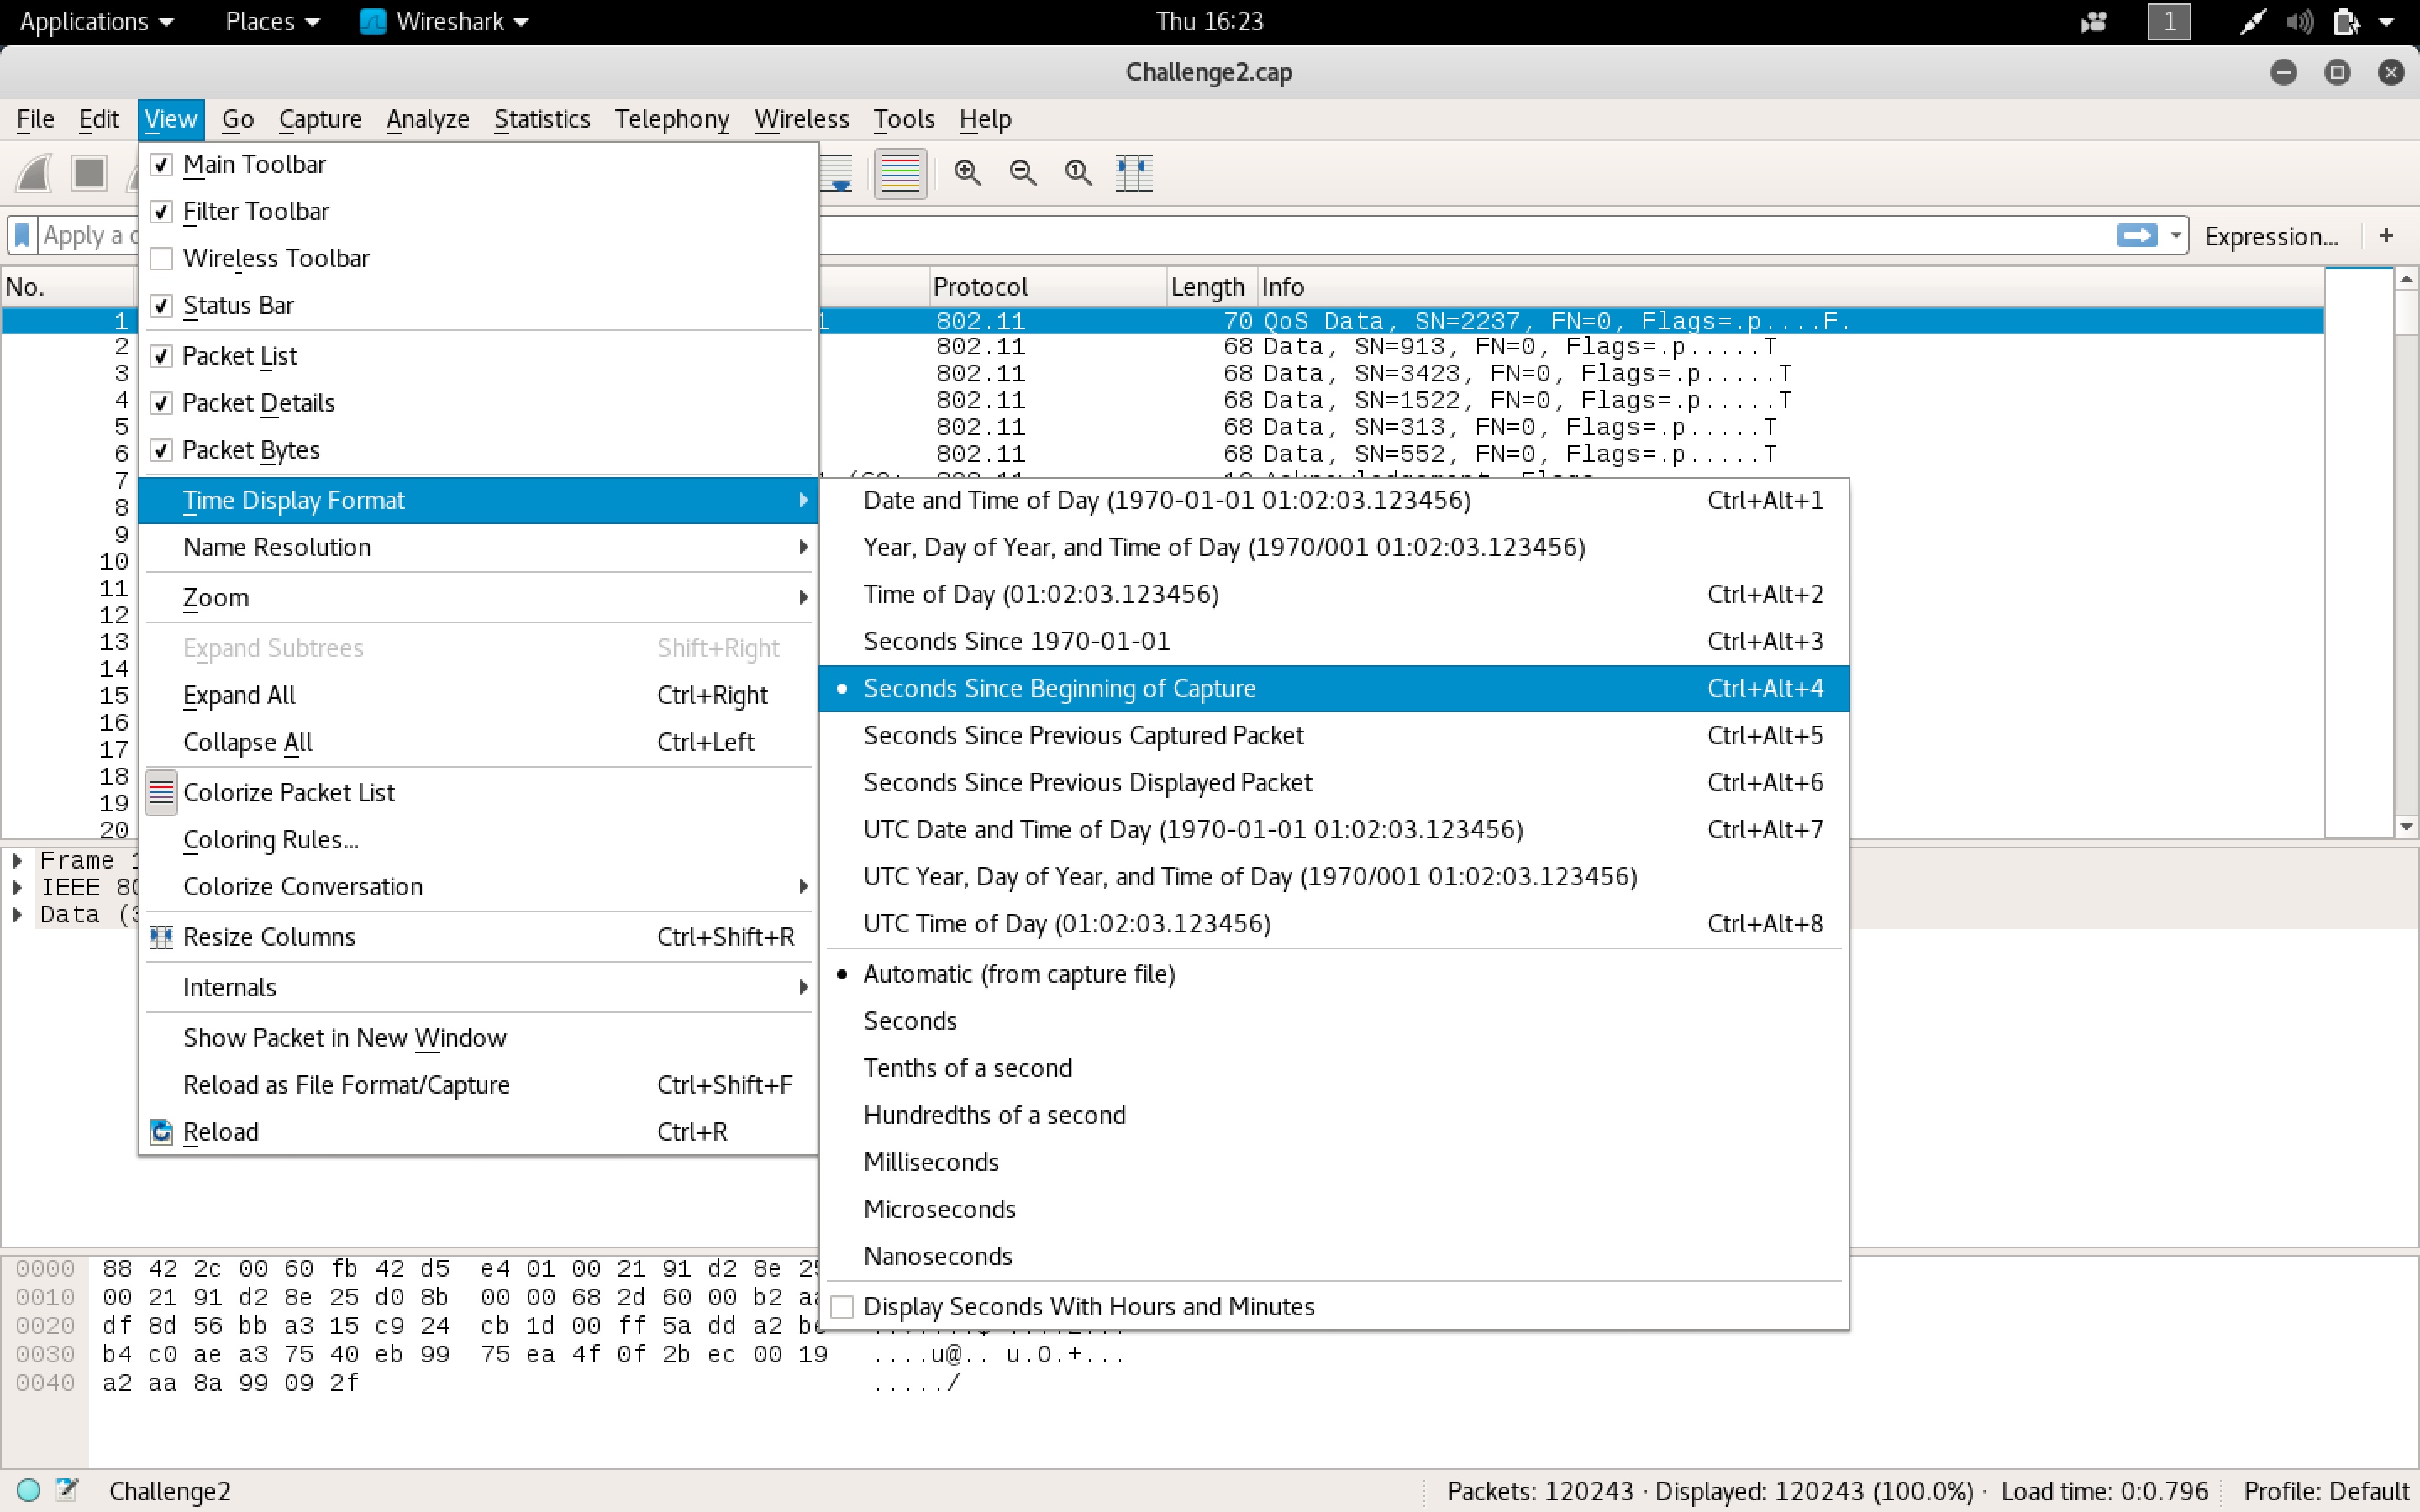 Applications Places Wireshark Thu 16:23 1
Challenge2.cap
File Edit View Go Capture Analyze Statistics Telephony Wireless Tools Help
Apply a Expression... +
No. Protocol Length Info
1 1 802.11 70 QoS Data, SN=2237, FN=0, Flags=.p....F.
2 802.11 68 Data, SN=913, FN=0, Flags=.p.....T
3 802.11 68 Data, SN=3423, FN=0, Flags=.p.....T
4 802.11 68 Data, SN=1522, FN=0, Flags=.p.....T
5 802.11 68 Data, SN=313, FN=0, Flags=.p.....T
6 802.11 68 Data, SN=552, FN=0, Flags=.p.....T
7
8
9
10
11
12
13
14
15
16
17
18
19
20
Main Toolbar
Filter Toolbar
Wireless Toolbar
Status Bar
Packet List
Packet Details
Packet Bytes
Time Display Format
Name Resolution
Zoom
Expand Subtrees Shift+Right
Expand All Ctrl+Right
Collapse All Ctrl+Left
Colorize Packet List
Coloring Rules...
Colorize Conversation
Resize Columns Ctrl+Shift+R
Internals
Show Packet in New Window
Reload as File Format/Capture Ctrl+Shift+F
Reload Ctrl+R
Date and Time of Day (1970-01-01 01:02:03.123456) Ctrl+Alt+1
Year, Day of Year, and Time of Day (1970/001 01:02:03.123456)
Time of Day (01:02:03.123456) Ctrl+Alt+2
Seconds Since 1970-01-01 Ctrl+Alt+3
Seconds Since Beginning of Capture Ctrl+Alt+4
Seconds Since Previous Captured Packet Ctrl+Alt+5
Seconds Since Previous Displayed Packet Ctrl+Alt+6
UTC Date and Time of Day (1970-01-01 01:02:03.123456) Ctrl+Alt+7
UTC Year, Day of Year, and Time of Day (1970/001 01:02:03.123456)
UTC Time of Day (01:02:03.123456) Ctrl+Alt+8
Automatic (from capture file)
Seconds
Tenths of a second
Hundredths of a second
Milliseconds
Microseconds
Nanoseconds
Display Seconds With Hours and Minutes
Frame 1
IEEE 80
Data (3
0000 88 42 2c 00 60 fb 42 d5 e4 01 00 21 91 d2 8e 25
0010 00 21 91 d2 8e 25 d0 8b 00 00 68 2d 60 00 b2 aa
0020 df 8d 56 bb a3 15 c9 24 cb 1d 00 ff 5a dd a2 be
0030 b4 c0 ae a3 75 40 eb 99 75 ea 4f 0f 2b ec 00 19 ....u@.. u.O.+...
0040 a2 aa 8a 99 09 2f ...../
Challenge2 Packets: 120243 · Displayed: 120243 (100.0%) · Load time: 0:0.796 Profile: Default